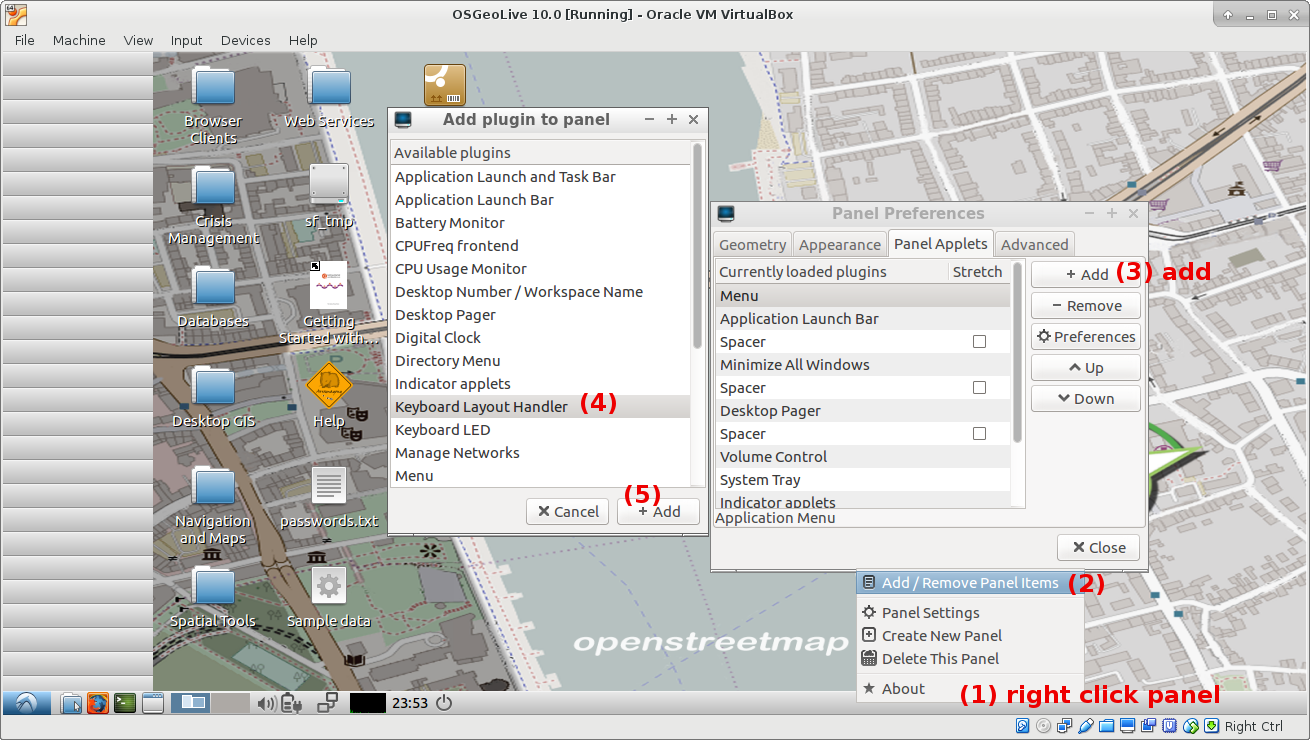 OSGeoLive 10.0 [Running] - Oracle VM VirtualBox
File Machine View Input Devices Help
Browser Clients
Web Services
Crisis Management
sf_tmp
Databases
Getting Started with...
Desktop GIS
Help
Navigation and Maps
passwords.txt
Spatial Tools
Sample data
Add plugin to panel
Available plugins
Application Launch and Task Bar
Application Launch Bar
Battery Monitor
CPUFreq frontend
CPU Usage Monitor
Desktop Number / Workspace Name
Desktop Pager
Digital Clock
Directory Menu
Indicator applets
Keyboard Layout Handler (4)
Keyboard LED
Manage Networks
Menu
(5)
Cancel + Add
Panel Preferences
Geometry Appearance Panel Applets Advanced
Currently loaded plugins Stretch
Menu
Application Launch Bar
Spacer
Minimize All Windows
Spacer
Desktop Pager
Spacer
Volume Control
System Tray
Indicator applets
Application Menu
+ Add (3) add
− Remove
Preferences
Up
Down
Close
Add / Remove Panel Items (2)
Panel Settings
Create New Panel
Delete This Panel
About
(1) right click panel
openstreetmap
23:53
Right Ctrl